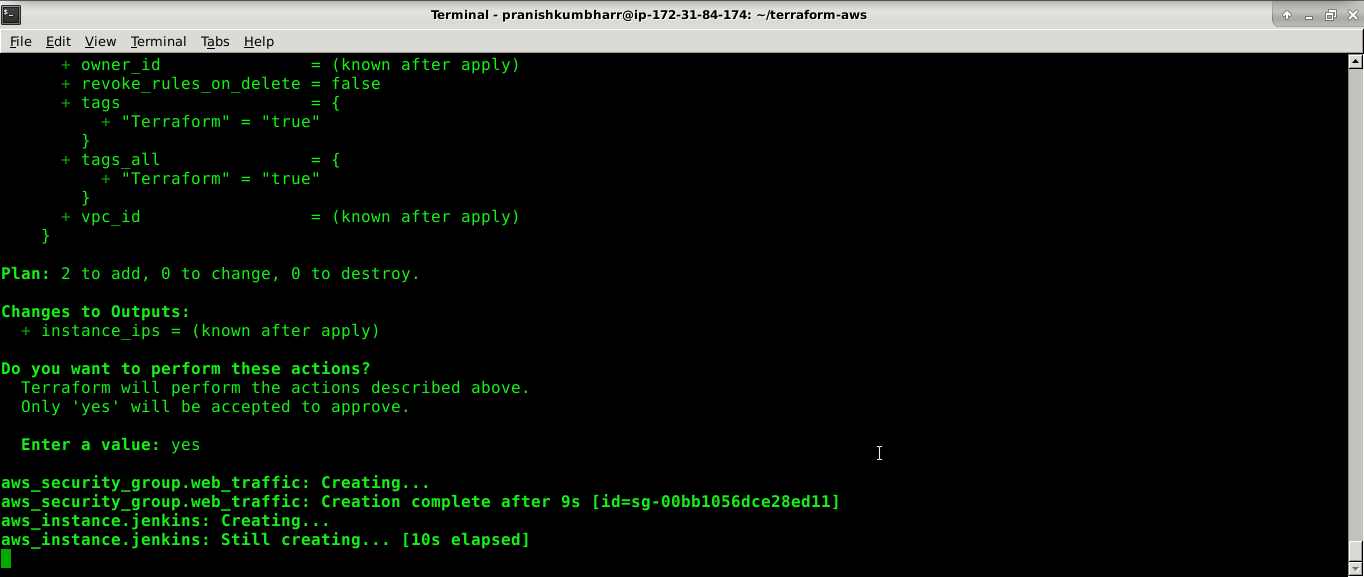 Terminal - pranishkumbharr@ip-172-31-84-174: ~/terraform-aws
File Edit View Terminal Tabs Help
      + owner_id               = (known after apply)
      + revoke_rules_on_delete = false
      + tags                   = {
          + "Terraform" = "true"
        }
      + tags_all               = {
          + "Terraform" = "true"
        }
      + vpc_id                 = (known after apply)
    }
Plan: 2 to add, 0 to change, 0 to destroy.
Changes to Outputs:
  + instance_ips = (known after apply)
Do you want to perform these actions?
  Terraform will perform the actions described above.
  Only 'yes' will be accepted to approve.
  Enter a value: yes
aws_security_group.web_traffic: Creating...
aws_security_group.web_traffic: Creation complete after 9s [id=sg-00bb1056dce28ed11]
aws_instance.jenkins: Creating...
aws_instance.jenkins: Still creating... [10s elapsed]